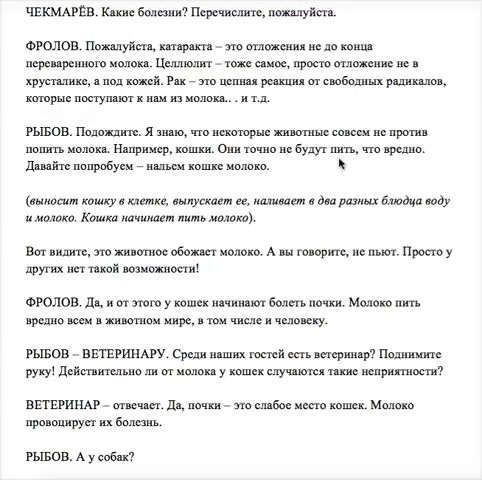 ЧЕКМАРЁВ. Какие болезни? Перечислите, пожалуйста.
ФРОЛОВ. Пожалуйста, катаракта – это отложения не до конца
переваренного молока. Целлюлит – тоже самое, просто отложение не в
хрусталике, а под кожей. Рак – это цепная реакция от свободных радикалов,
которые поступают к нам из молока.. . и т.д.
РЫБОВ. Подождите. Я знаю, что некоторые животные совсем не против
попить молока. Например, кошки. Они точно не будут пить, что вредно.
Давайте попробуем – нальем кошке молоко.
(выносит кошку в клетке, выпускает ее, наливает в два разных блюдца воду
и молоко. Кошка начинает пить молоко).
Вот видите, это животное обожает молоко. А вы говорите, не пьют. Просто у
других нет такой возможности!
ФРОЛОВ. Да, и от этого у кошек начинают болеть почки. Молоко пить
вредно всем в животном мире, в том числе и человеку.
РЫБОВ – ВЕТЕРИНАРУ. Среди наших гостей есть ветеринар? Поднимите
руку! Действительно ли от молока у кошек случаются такие неприятности?
ВЕТЕРИНАР – отвечает. Да, почки – это слабое место кошек. Молоко
провоцирует их болезнь.
РЫБОВ. А у собак?